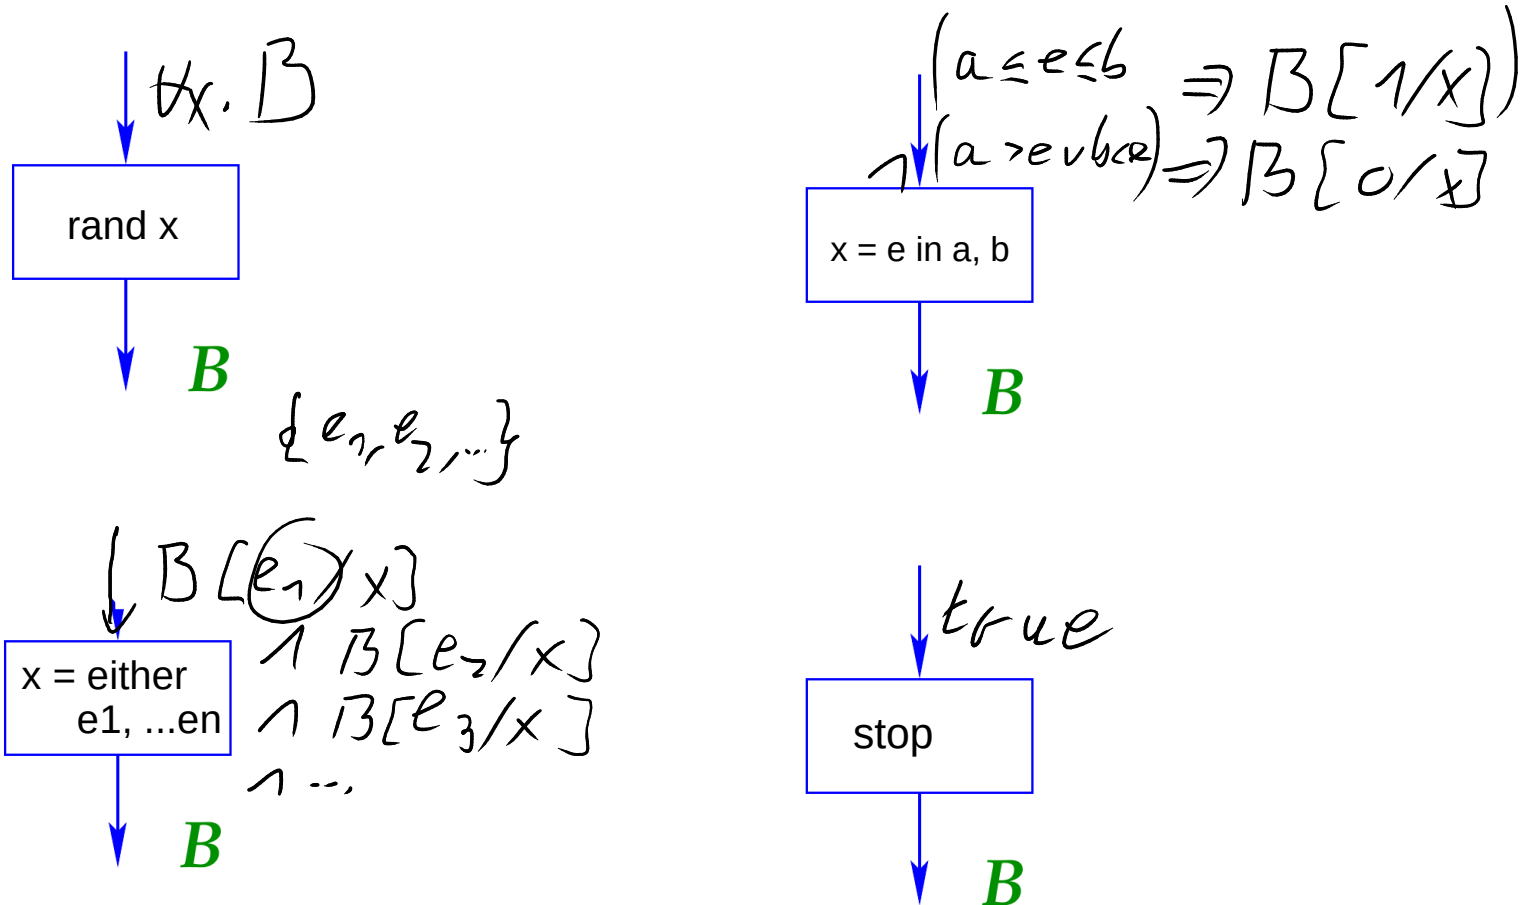 ∀x. B
rand x
B
(a ≤ e ≤ b ⇒ B[1/x])
∧ (a > e ∨ b < e) ⇒ B[0/x]
x = e in a, b
B
{e₁, e₂, ...}
B[e₁/x]
∧ B[e₂/x]
∧ B[e₃/x]
∧ ...
x = either
e1, ...en
B
true
stop
B